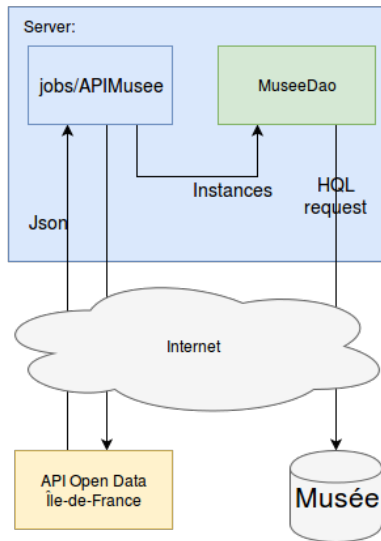 Server:
jobs/APIMusee
MuseeDao
Instances
HQL
request
Json
Internet
API Open Data
Île-de-France
Musée